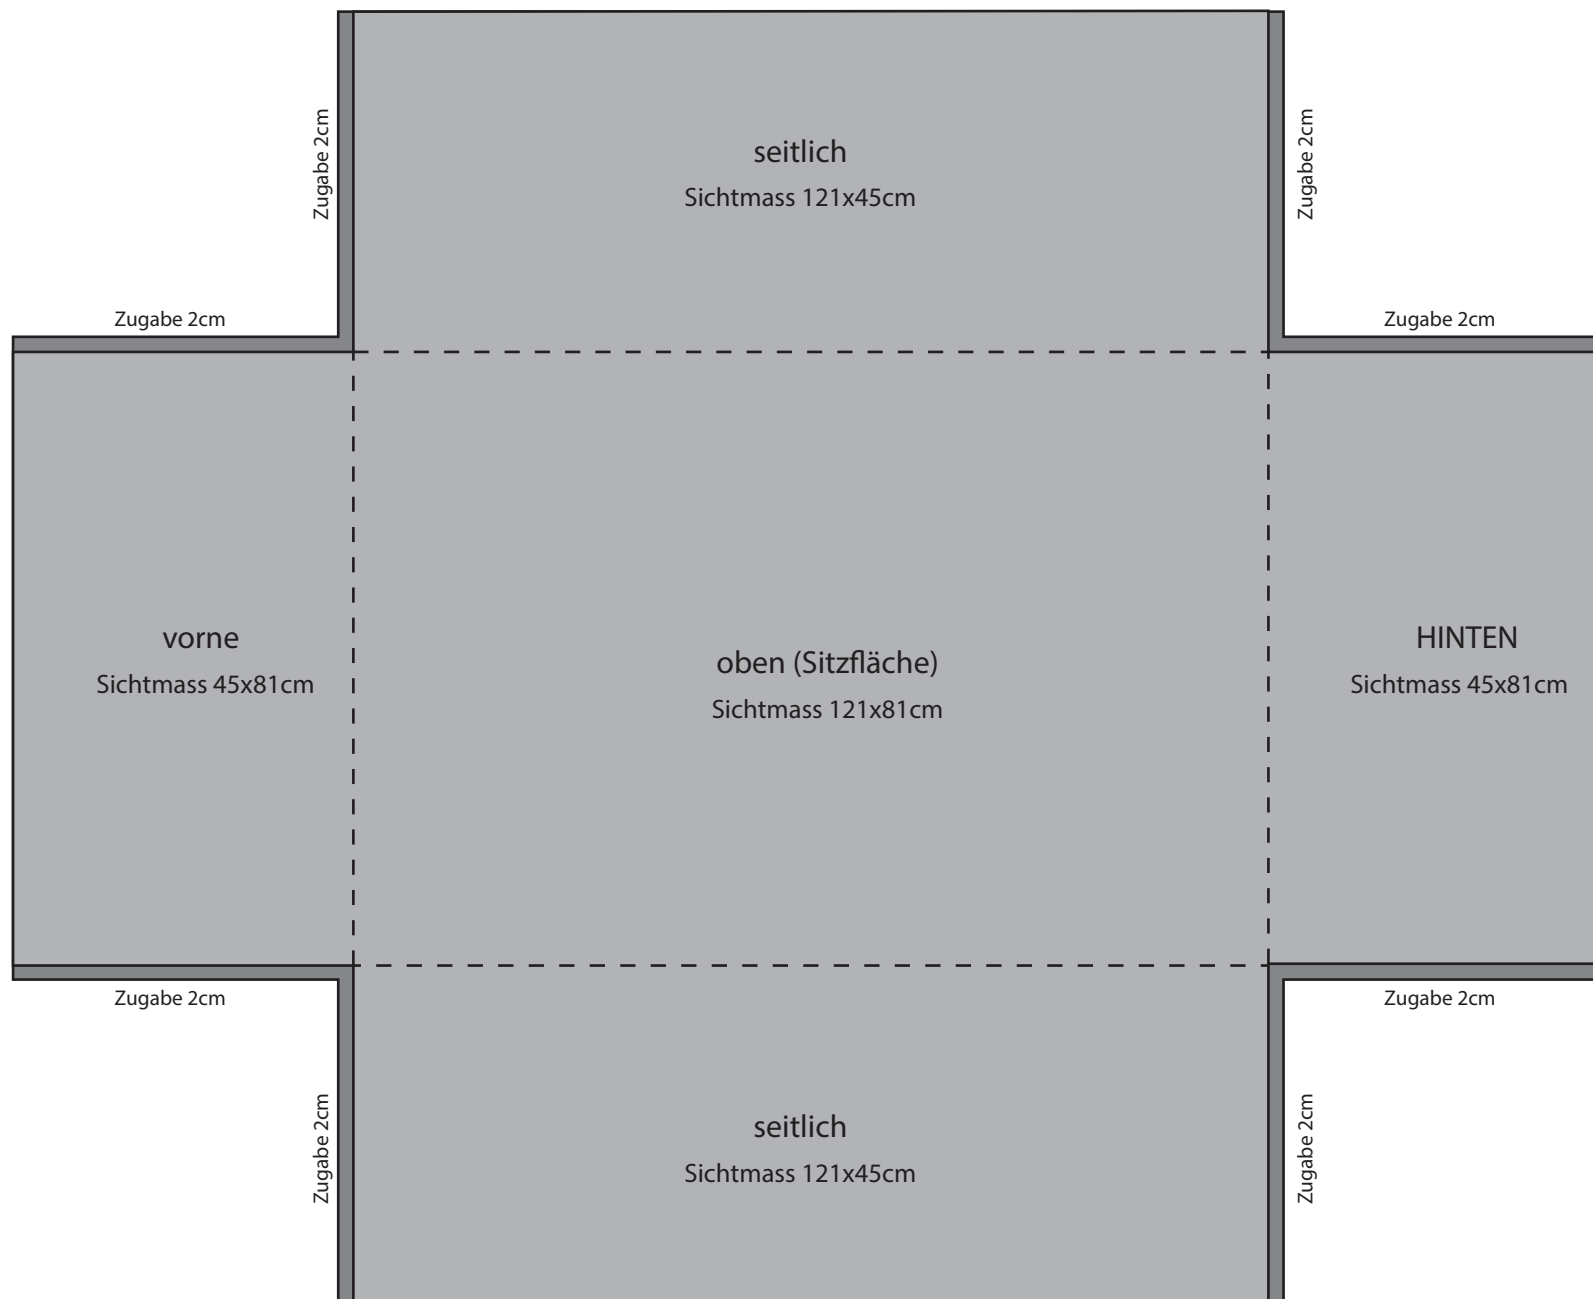 seitlich
Sichtmass 121x45cm
Zugabe 2cm
Zugabe 2cm
Zugabe 2cm
Zugabe 2cm
vorne
Sichtmass 45x81cm
oben (Sitzfläche)
Sichtmass 121x81cm
HINTEN
Sichtmass 45x81cm
Zugabe 2cm
Zugabe 2cm
Zugabe 2cm
Zugabe 2cm
seitlich
Sichtmass 121x45cm